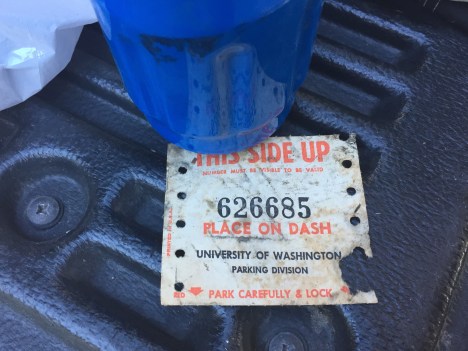 THIS SIDE UP
NUMBER MUST BE VISIBLE TO BE VALID
626685
PLACE ON DASH
UNIVERSITY OF WASHINGTON
PARKING DIVISION
PARK CAREFULLY & LOCK